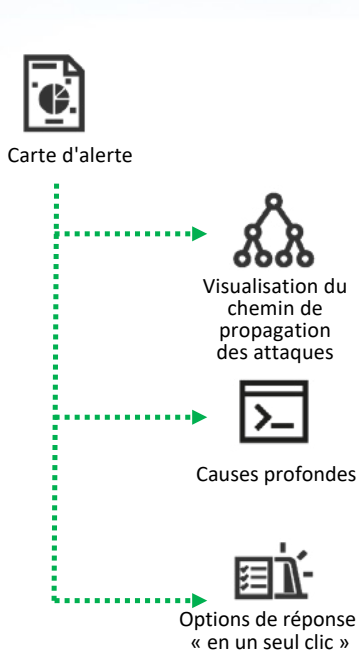 Carte d'alerte
Visualisation du
chemin de
propagation
des attaques
Causes profondes
Options de réponse
« en un seul clic »